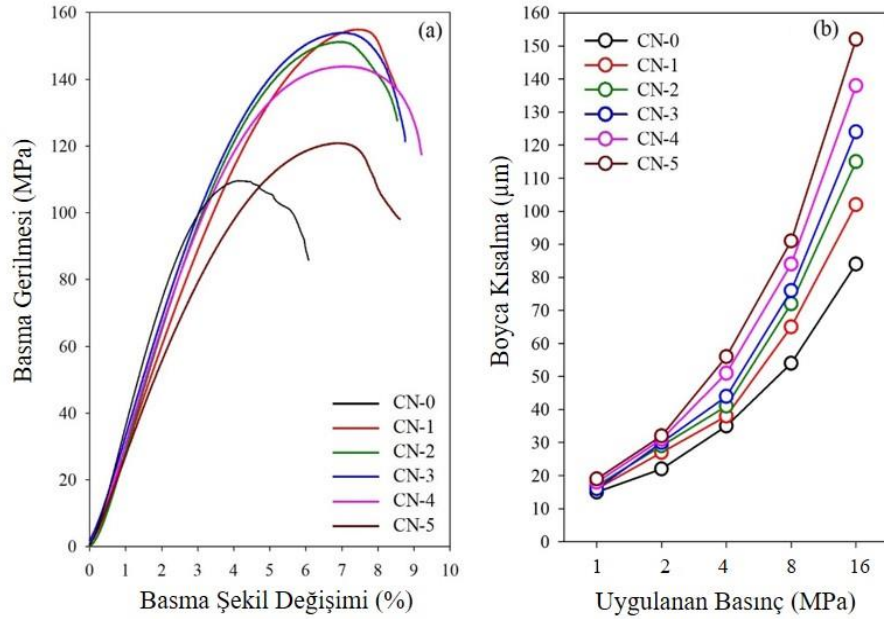 (a)
Basma Gerilmesi (MPa)
160
140
120
100
80
60
40
20
0
CN-0
CN-1
CN-2
CN-3
CN-4
CN-5
0 1 2 3 4 5 6 7 8 9 10
Basma Şekil Değişimi (%)
(b)
Boyca Kısalma (µm)
160
150
140
130
120
110
100
90
80
70
60
50
40
30
20
10
0
CN-0
CN-1
CN-2
CN-3
CN-4
CN-5
1 2 4 8 16
Uygulanan Basınç (MPa)